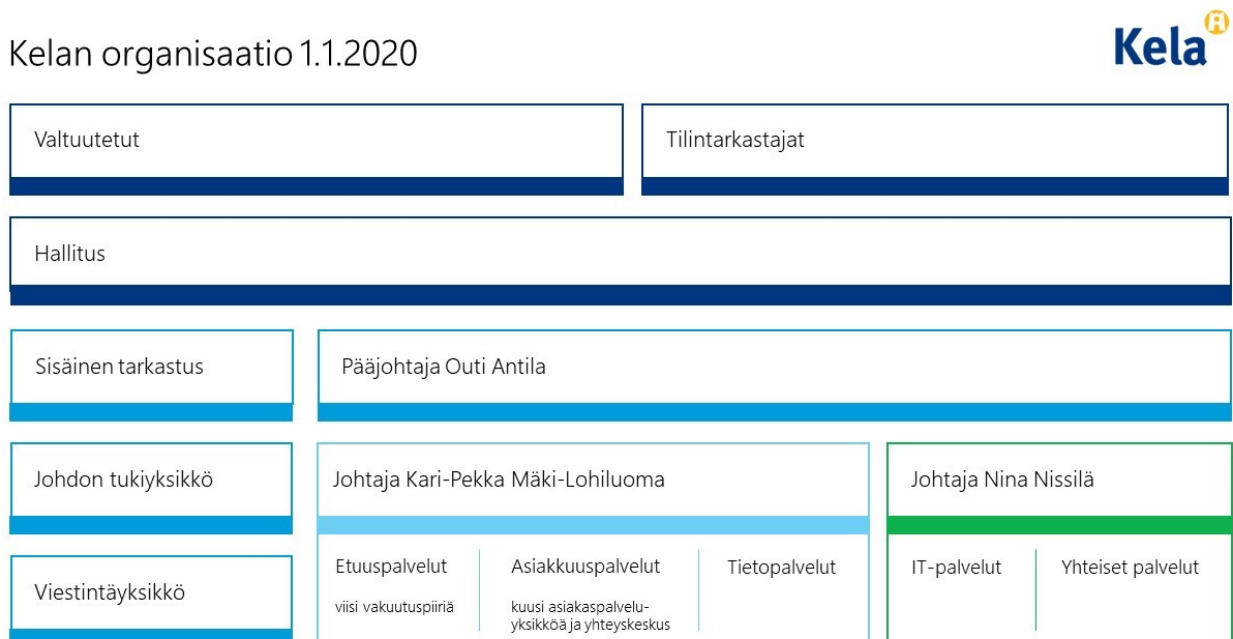 Kelan organisaatio 1.1.2020
Kela
Valtuutetut
Tilintarkastajat
Hallitus
Sisäinen tarkastus
Pääjohtaja Outi Antila
Johdon tukiyksikkö
Johtaja Kari-Pekka Mäki-Lohiluoma
Johtaja Nina Nissilä
Viestintäyksikkö
Etuuspalvelut
viisi vakuutuspiiriä
Asiakkuuspalvelut
kuusi asiakaspalvelu-
yksikköä ja yhteyskeskus
Tietopalvelut
IT-palvelut
Yhteiset palvelut